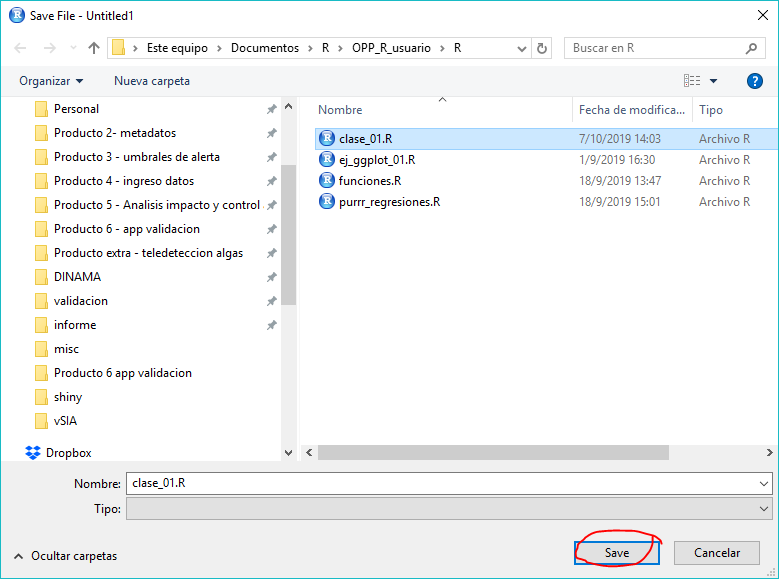 Save File - Untitled1
Este equipo > Documentos > R > OPP_R_usuario > R
Buscar en R
Organizar
Nueva carpeta
Personal
Producto 2- metadatos
Producto 3 - umbrales de alerta
Producto 4 - ingreso datos
Producto 5 - Analisis impacto y control
Producto 6 - app validacion
Producto extra - teledeteccion algas
DINAMA
validacion
informe
misc
Producto 6 app validacion
shiny
vSIA
Dropbox
Nombre Fecha de modifica... Tipo
clase_01.R 7/10/2019 14:03 Archivo R
ej_ggplot_01.R 1/9/2019 16:30 Archivo R
funciones.R 18/9/2019 13:47 Archivo R
purrr_regresiones.R 18/9/2019 15:01 Archivo R
Nombre: clase_01.R
Tipo:
Ocultar carpetas
Save
Cancelar